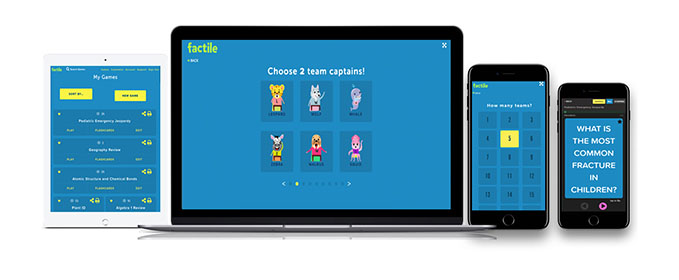 factile
My Games
SORT BY...
NEW GAME
Pediatric Emergency Jeopardy
PLAY FLASHCARDS EDIT
Geography Review
PLAY FLASHCARDS EDIT
Atomic Structure and Chemical Bonds
PLAY FLASHCARDS EDIT
Plant ID
Algebra 1 Review
factile
< BACK
Choose 2 team captains!
LEOPARD
WOLF
WHALE
ZEBRA
WALRUS
factile
How many teams?
1 2 3
4 5 6
7 8 9
10 11 12
13 14 15
WHAT IS
THE MOST
COMMON
FRACTURE
IN
CHILDREN?